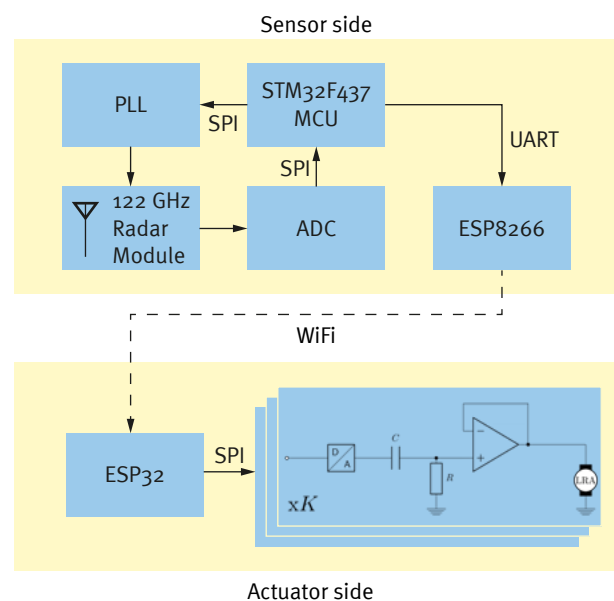 Sensor side
PLL
SPI
STM32F437
MCU
UART
SPI
122 GHz
Radar
Module
ADC
ESP8266
WiFi
ESP32
SPI
D
A
C
R
−
+
LRA
xK
Actuator side